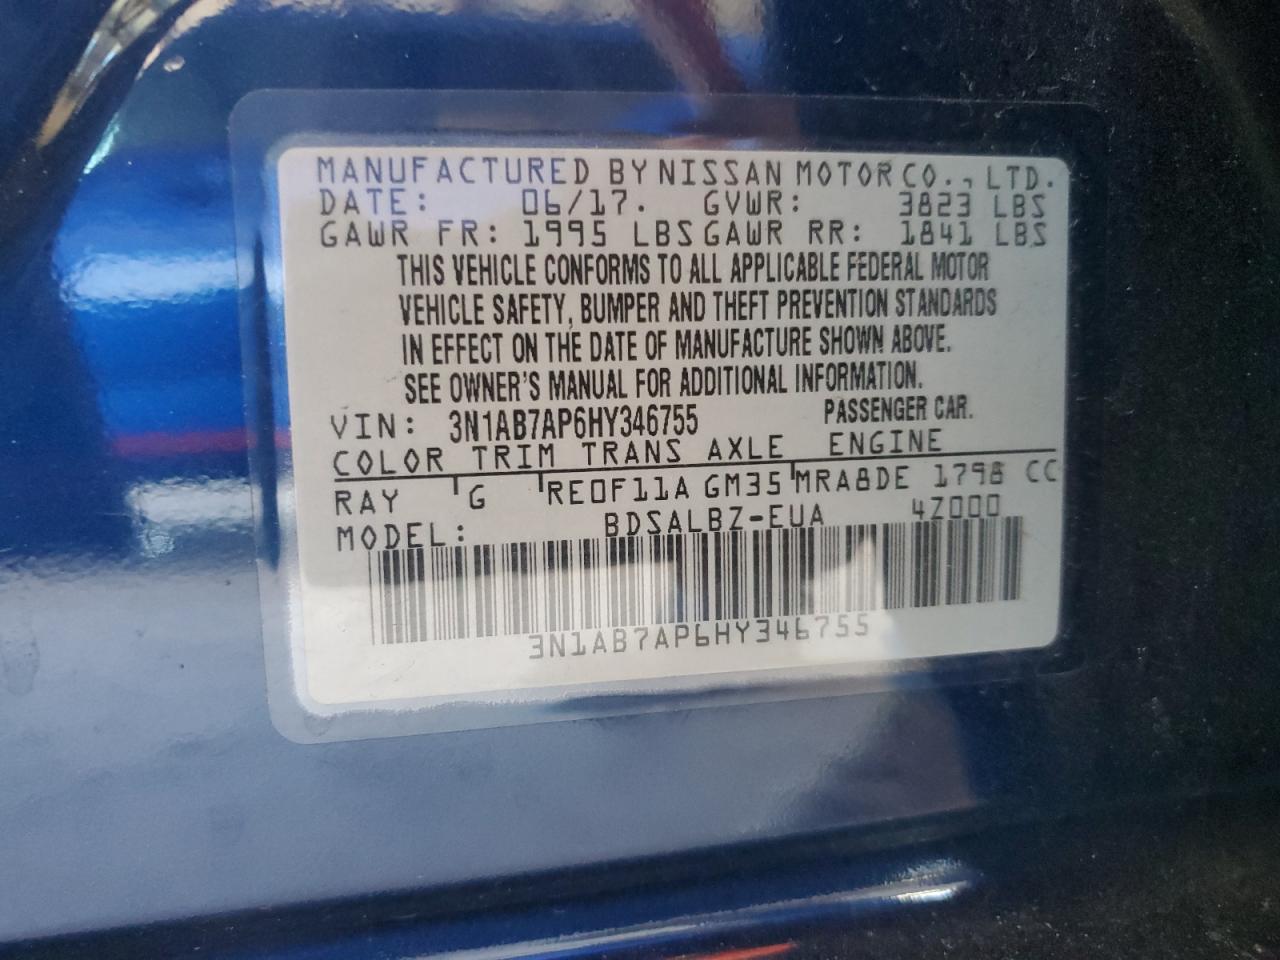 MANUFACTURED BY NISSAN MOTOR CO., LTD.
DATE: 06/17. GVWR: 3823 LBS
GAWR FR: 1995 LBS GAWR RR: 1841 LBS
THIS VEHICLE CONFORMS TO ALL APPLICABLE FEDERAL MOTOR
VEHICLE SAFETY, BUMPER AND THEFT PREVENTION STANDARDS
IN EFFECT ON THE DATE OF MANUFACTURE SHOWN ABOVE.
SEE OWNER'S MANUAL FOR ADDITIONAL INFORMATION.
VIN: 3N1AB7AP6HY346755 PASSENGER CAR.
COLOR TRIM TRANS AXLE ENGINE
RAY G RE0F11A GM35 MRA8DE 1798 CC
MODEL: BDSALBZ-EUA 4Z000
3N1AB7AP6HY346755